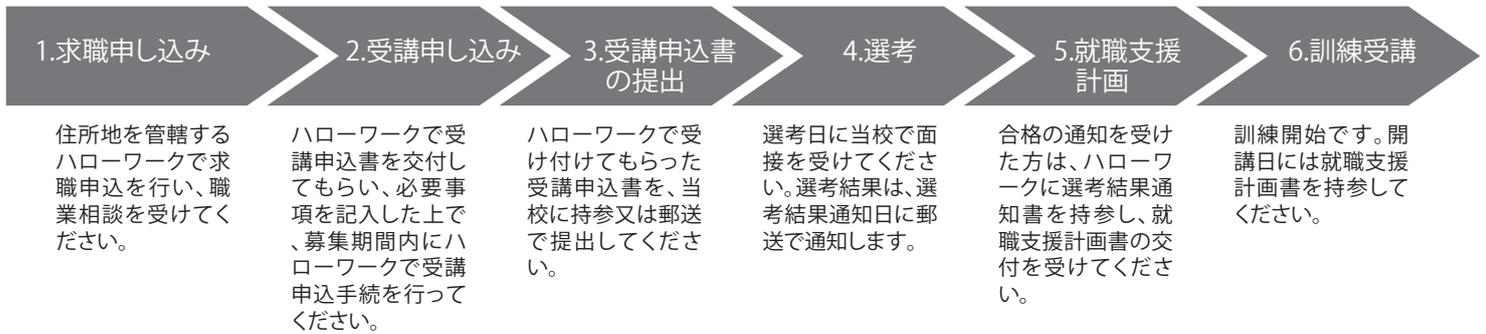 1.求職申し込み
住所地を管轄する
ハローワークで求
職申込を行い、職
業相談を受けてく
ださい。
2.受講申し込み
ハローワークで受
講申込書を交付し
てもらい、必要事
項を記入した上で
、募集期間内にハ
ローワークで受講
申込手続を行って
ください。
3.受講申込書
の提出
ハローワークで受
け付けてもらった
受講申込書を、当
校に持参又は郵送
で提出してくださ
い。
4.選考
選考日に当校で面
接を受けてくださ
い。選考結果は、選
考結果通知日に郵
送で通知します。
5.就職支援
計画
合格の通知を受け
た方は、ハローワ
ークに選考結果通
知書を持参し、就
職支援計画書の交
付を受けてくださ
い。
6.訓練受講
訓練開始です。開
講日には就職支援
計画書を持参して
ください。